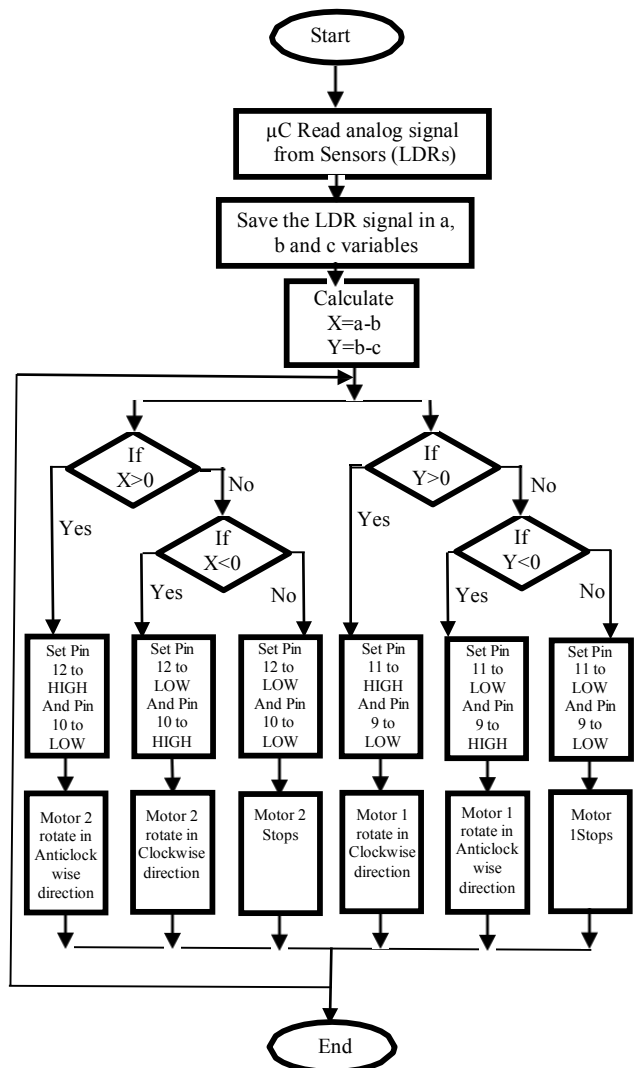 Start
µC Read analog signal
from Sensors (LDRs)
Save the LDR signal in a,
b and c variables
Calculate
X=a-b
Y=b-c
If
X>0
Yes
No
If
X<0
Yes
No
If
Y>0
Yes
No
If
Y<0
Yes
No
Set Pin
12 to
HIGH
And Pin
10 to
LOW
Set Pin
12 to
LOW
And Pin
10 to
HIGH
Set Pin
12 to
LOW
And Pin
10 to
LOW
Set Pin
11 to
HIGH
And Pin
9 to
LOW
Set Pin
11 to
LOW
And Pin
9 to
HIGH
Set Pin
11 to
LOW
And Pin
9 to
LOW
Motor 2
rotate in
Anticlock
wise
direction
Motor 2
rotate in
Clockwise
direction
Motor 2
Stops
Motor 1
rotate in
Clockwise
direction
Motor 1
rotate in
Anticlock
wise
direction
Motor
1Stops
End